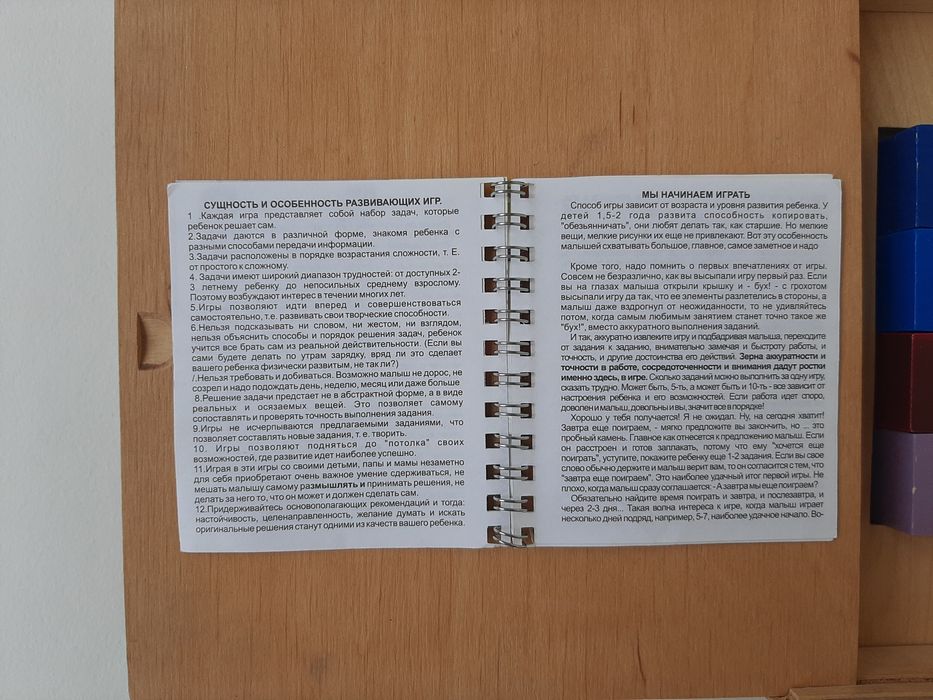 СУЩНОСТЬ И ОСОБЕННОСТЬ РАЗВИВАЮЩИХ ИГР.
1 .Каждая игра представляет собой набор задач, которые
ребенок решает сам.
2.Задачи даются в различной форме, знакомя ребенка с
разными способами передачи информации.
3.Задачи расположены в порядке возрастания сложности, т. Е.
от простого к сложному.
4. Задачи имеют широкий диапазон трудностей: от доступных 2-
3 летнему ребенку до непосильных среднему взрослому.
Поэтому возбуждают интерес в течении многих лет.
5.Игры позволяют идти вперед и совершенствоваться
самостоятельно, т.е. развивать свои творческие способности.
6.Нельзя подсказывать ни словом, ни жестом, ни взглядом,
нельзя объяснить способы и порядок решения задач, ребенок
учится все брать сам из реальной действительности. (Если вы
сами будете делать по утрам зарядку, вряд ли это сделает
вашего ребенка физически развитым, не так ли?)
/.Нельзя требовать и добиваться. Возможно малыш не дорос, не
созрел и надо подождать день, неделю, месяц или даже больше
8.Решение задачи предстает не в абстрактной форме, а в виде
реальных и осязаемых вещей. Это позволяет самому
сопоставлять и проверять точность выполнения задания.
9.Игры не исчерпываются предлагаемыми заданиями, что
позволяет составлять новые задания, т. е. творить.
10. Игры позволяют подняться до "потолка" своих
возможностей, где развитие идет наиболее успешно.
11.Играя в эти игры со своими детьми, папы и мамы незаметно
для себя приобретают очень важное умение сдерживаться, не
мешать малышу самому размышлять и принимать решения, не
делать за него то, что он может и должен сделать сам.
12.Придерживайтесь основополагающих рекомендаций и тогда:
настойчивость, целенаправленность, желание думать и искать
оригинальные решения станут одними из качеств вашего ребенка.
МЫ НАЧИНАЕМ ИГРАТЬ
Способ игры зависит от возраста и уровня развития ребенка. У
детей 1,5-2 года развита способность копировать,
"обезьянничать", они любят делать так, как старшие. Но мелкие
вещи, мелкие рисунки их еще не привлекают. Вот эту особенность
малышей схватывать большое, главное, самое заметное и надо
Кроме того, надо помнить о первых впечатлениях от игры.
Совсем не безразлично, как вы высыпали игру первый раз. Если
вы на глазах малыша открыли крышку и - бух! - с грохотом
высыпали игру да так, что ее элементы разлетелись в стороны, а
малыш даже вздрогнул от неожиданности, то не удивляйтесь
потом, когда самым любимым занятием станет точно такое же
"бух!", вместо аккуратного выполнения заданий.
И так, аккуратно извлеките игру и подбадривая малыша, переходите
от задания к заданию, внимательно замечая и быстроту работы, и
точность, и другие достоинства его действий. Зерна аккуратности и
точности в работе, сосредоточенности и внимания дадут ростки
именно здесь, в игре. Сколько заданий можно выполнить за одну игру,
сказать трудно. Может быть, 5-ть, а может быть и 10-ть - все зависит от
настроения ребенка и его возможностей. Если работа идет споро,
доволен и малыш, довольны и вы, значит все в порядке!
Хорошо у тебя получается! Я не ожидал. Ну, на сегодня хватит!
Завтра еще поиграем, - мягко предложите вы закончить, но ... это
пробный камень. Главное как отнесется к предложению малыш. Если
он расстроен и готов заплакать, потому что ему "хочется еще
поиграть", уступите, покажите ребенку еще 1-2 задания. Если вы свое
слово обычно держите и малыш верит вам, то он согласится с тем, что
"завтра еще поиграем". Это наиболее удачный итог первой игры. Не
плохо, когда малыш сразу соглашается: - А завтра мы еще поиграем?
Обязательно найдите время поиграть и завтра, и послезавтра, и
через 2-3 дня... Такая волна интереса к игре, когда малыш играет
несколько дней подряд, например, 5-7, наиболее удачное начало. Во-